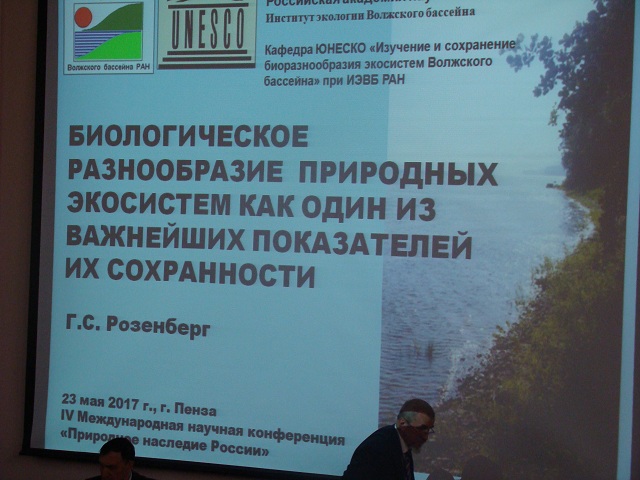 Российская академия
Институт экологии Волжского бассейна
UNESCO
Волжского бассейна РАН
Кафедра ЮНЕСКО «Изучение и сохранение
биоразнообразия экосистем Волжского
бассейна» при ИЭВБ РАН
БИОЛОГИЧЕСКОЕ
РАЗНООБРАЗИЕ ПРИРОДНЫХ
ЭКОСИСТЕМ КАК ОДИН ИЗ
ВАЖНЕЙШИХ ПОКАЗАТЕЛЕЙ
ИХ СОХРАННОСТИ
Г.С. Розенберг
23 мая 2017 г., г. Пенза
IV Международная научная конференция
«Природное наследие России»